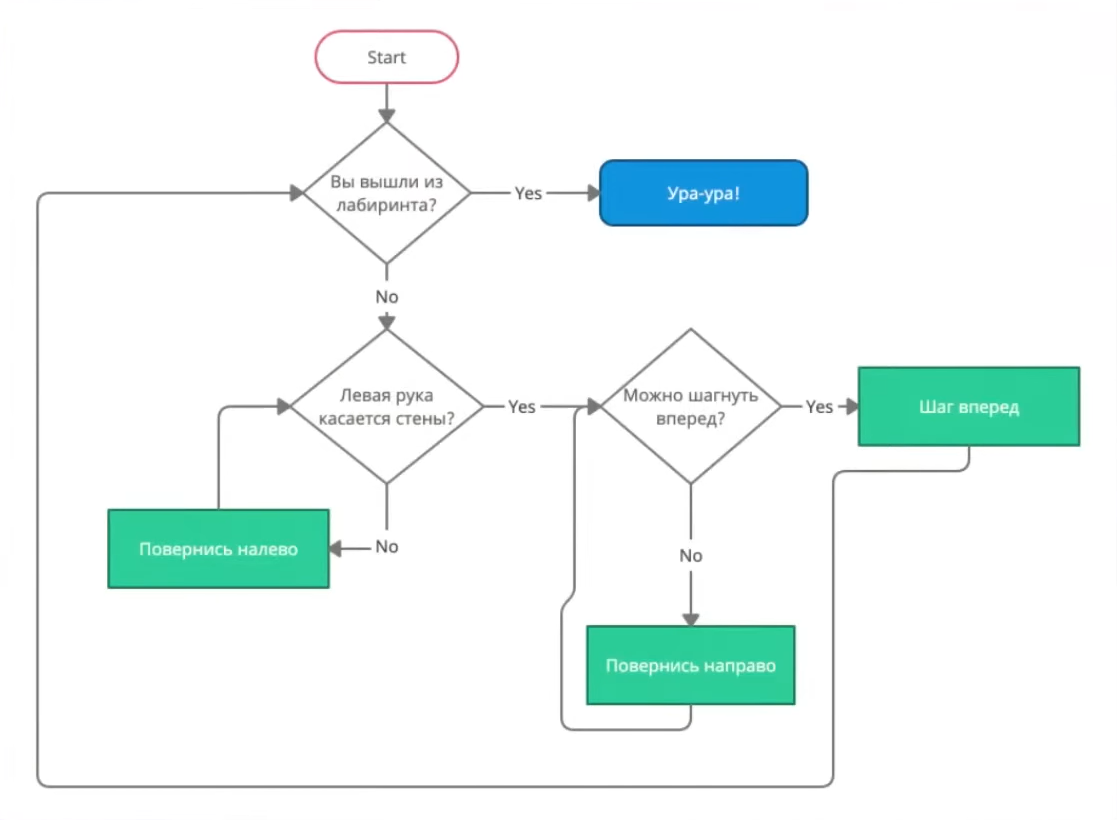 Start
Вы вышли из
лабиринта?
Yes
Ура-ура!
No
Левая рука
касается стены?
Yes
Можно шагнуть
вперед?
Yes
Шаг вперед
Повернись налево
No
No
Повернись направо